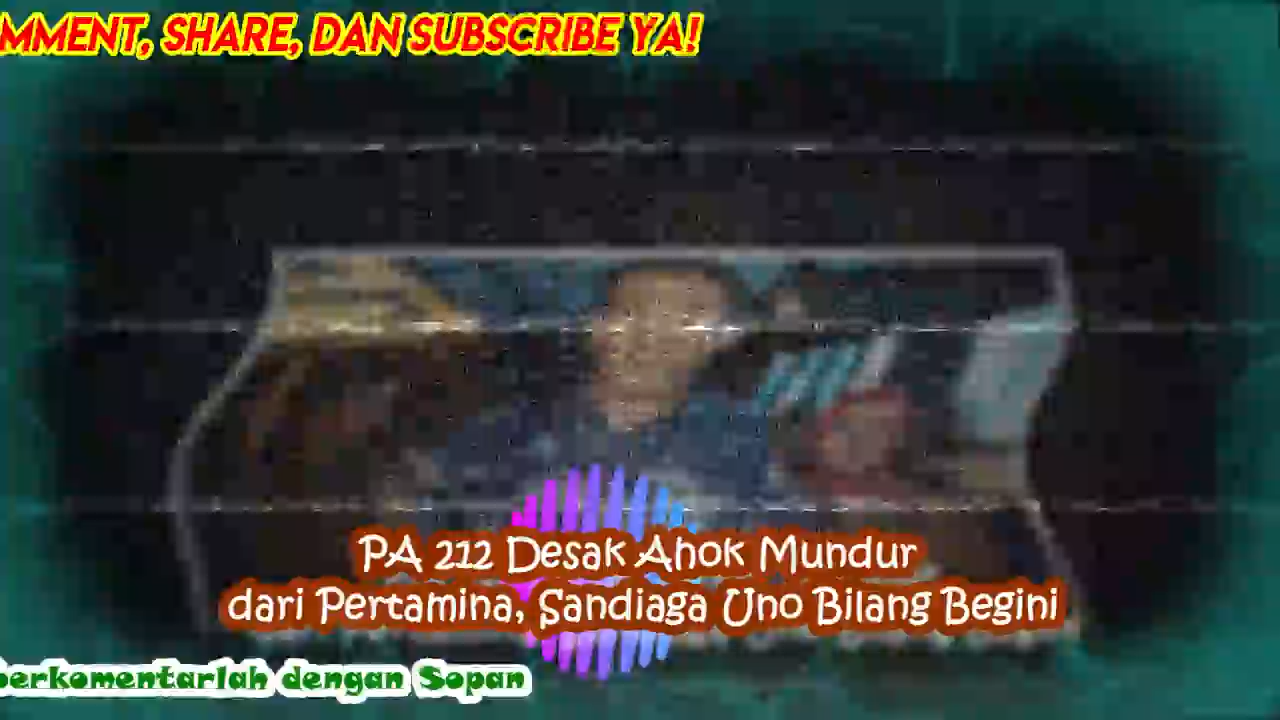 MMENT, SHARE, DAN SUBSCRIBE YA!
PA 212 Desak Ahok Mundur
dari Pertamina, Sandiaga Uno Bilang Begini
berkomentarlah dengan Sopan